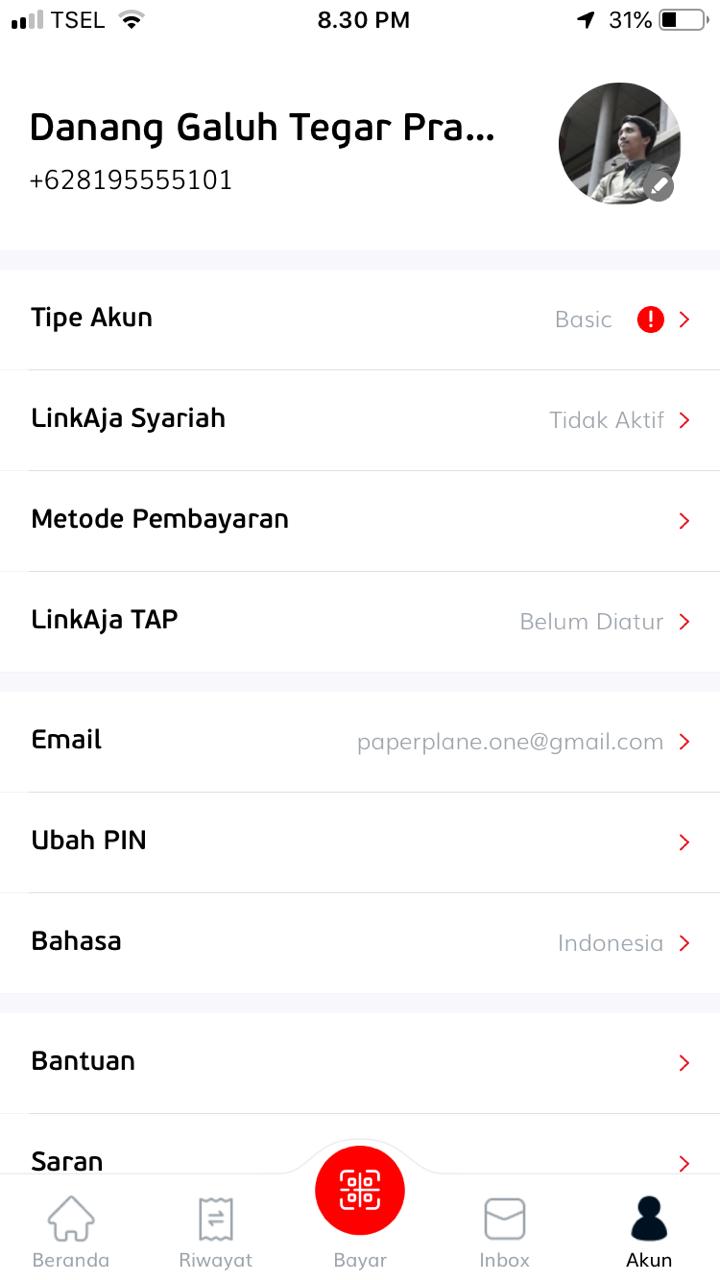 TSEL 8.30 PM 31%
Danang Galuh Tegar Pra...
+628195555101
Tipe Akun Basic !
LinkAja Syariah Tidak Aktif
Metode Pembayaran
LinkAja TAP Belum Diatur
Email paperplane.one@gmail.com
Ubah PIN
Bahasa Indonesia
Bantuan
Saran
Beranda Riwayat Bayar Inbox Akun